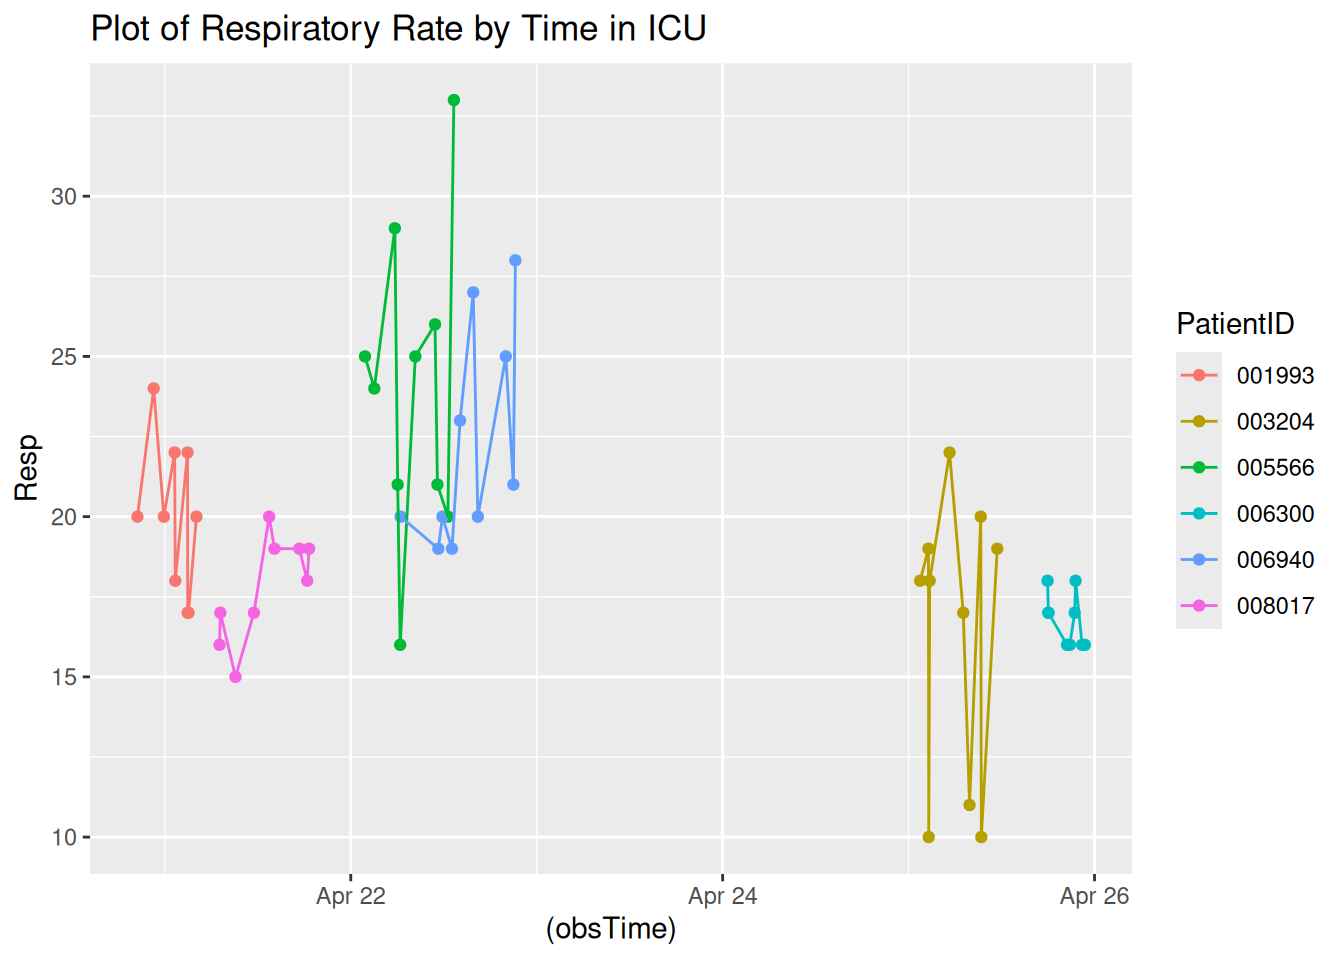 Plot of Respiratory Rate by Time in ICU
Resp
30
25
20
15
10
Apr 22
Apr 24
Apr 26
(obsTime)
PatientID
001993
003204
005566
006300
006940
008017